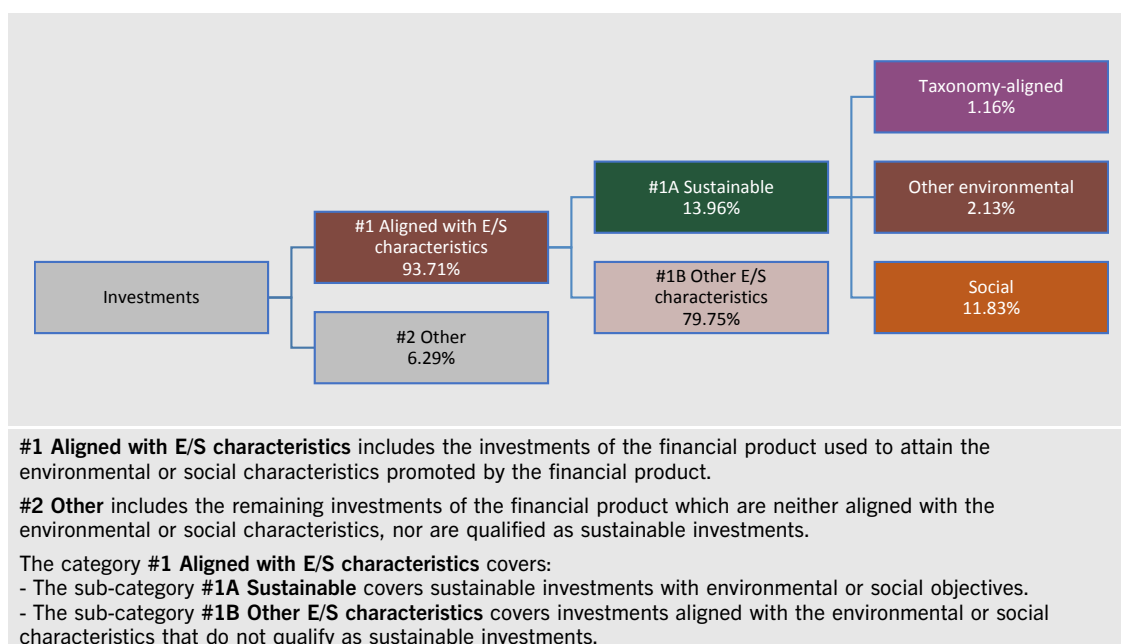 Investments
#1 Aligned with E/S
characteristics
93.71%
#2 Other
6.29%
#1A Sustainable
13.96%
#1B Other E/S
characteristics
79.75%
Taxonomy-aligned
1.16%
Other environmental
2.13%
Social
11.83%
#1 Aligned with E/S characteristics includes the investments of the financial product used to attain the
environmental or social characteristics promoted by the financial product.
#2 Other includes the remaining investments of the financial product which are neither aligned with the
environmental or social characteristics, nor are qualified as sustainable investments.
The category #1 Aligned with E/S characteristics covers:
- The sub-category #1A Sustainable covers sustainable investments with environmental or social objectives.
- The sub-category #1B Other E/S characteristics covers investments aligned with the environmental or social
characteristics that do not qualify as sustainable investments.